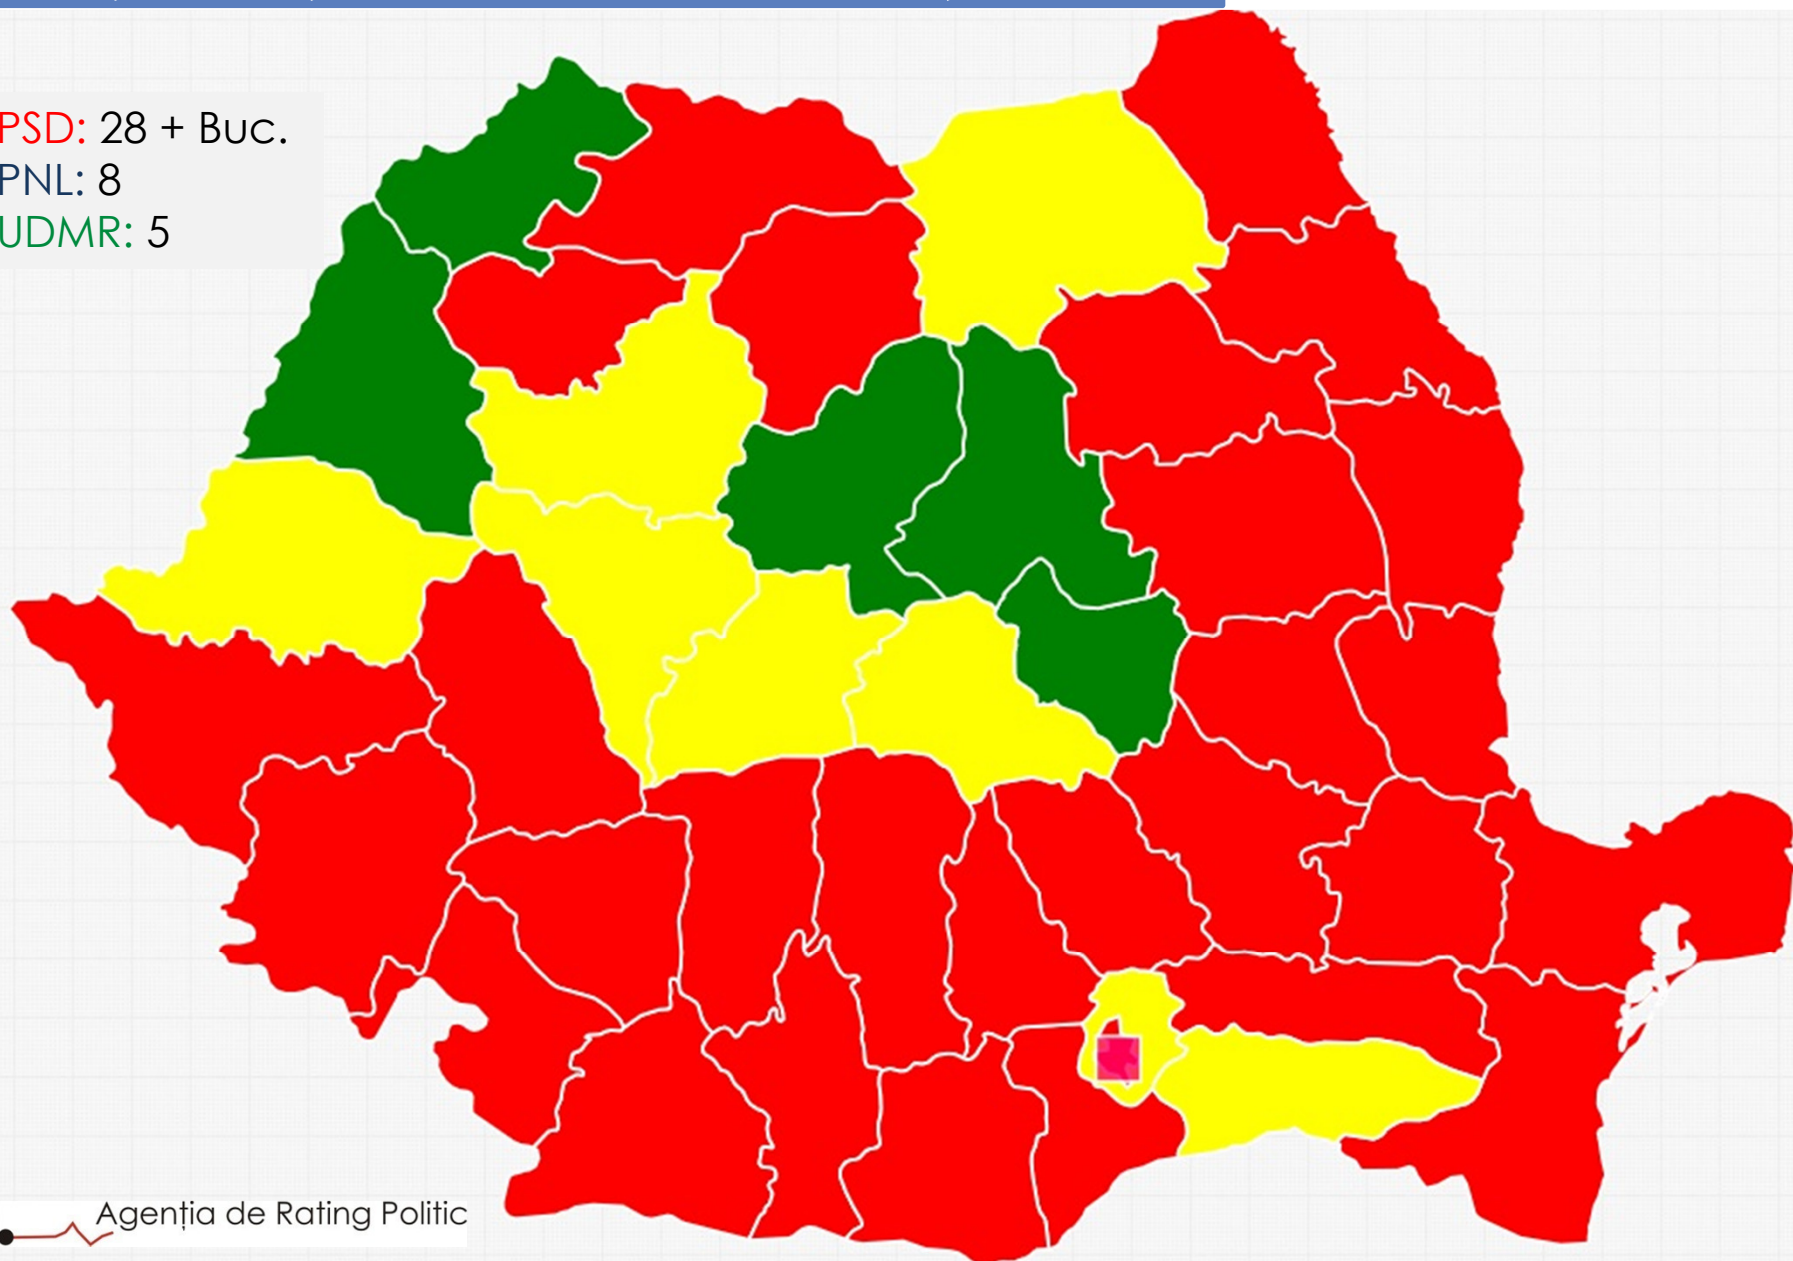 PSD: 28 + Buc.
PNL: 8
UDMR: 5
Agenția de Rating Politic